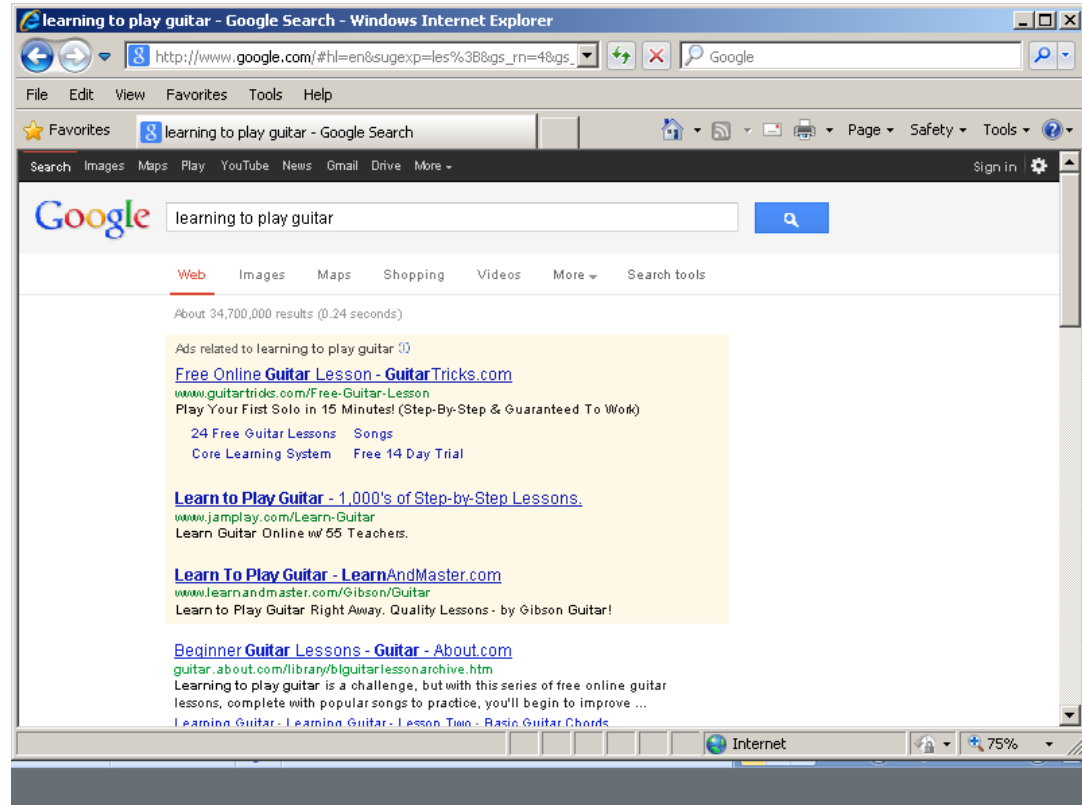 learning to play guitar - Google Search - Windows Internet Explorer
http://www.google.com/#hl=en&sugexp=les%3B&gs_rn=4&gs_
Google
File Edit View Favorites Tools Help
Favorites
learning to play guitar - Google Search
Page Safety Tools
Search Images Maps Play YouTube News Gmail Drive More
Sign in
Google
learning to play guitar
Web Images Maps Shopping Videos More Search tools
About 34,700,000 results (0.24 seconds)
Ads related to learning to play guitar
Free Online Guitar Lesson - GuitarTricks.com
www.guitartricks.com/Free-Guitar-Lesson
Play Your First Solo in 15 Minutes! (Step-By-Step & Guaranteed To Work)
24 Free Guitar Lessons Songs
Core Learning System Free 14 Day Trial
Learn to Play Guitar - 1,000's of Step-by-Step Lessons.
www.jamplay.com/Learn-Guitar
Learn Guitar Online w/ 55 Teachers.
Learn To Play Guitar - LearnAndMaster.com
www.learnandmaster.com/Gibson/Guitar
Learn to Play Guitar Right Away. Quality Lessons - by Gibson Guitar!
Beginner Guitar Lessons - Guitar - About.com
guitar.about.com/library/blguitarlessonarchive.htm
Learning to play guitar is a challenge, but with this series of free online guitar
lessons, complete with popular songs to practice, you'll begin to improve ...
Learning Guitar - Learning Guitar - Lesson Two - Basic Guitar Chords
Internet
75%